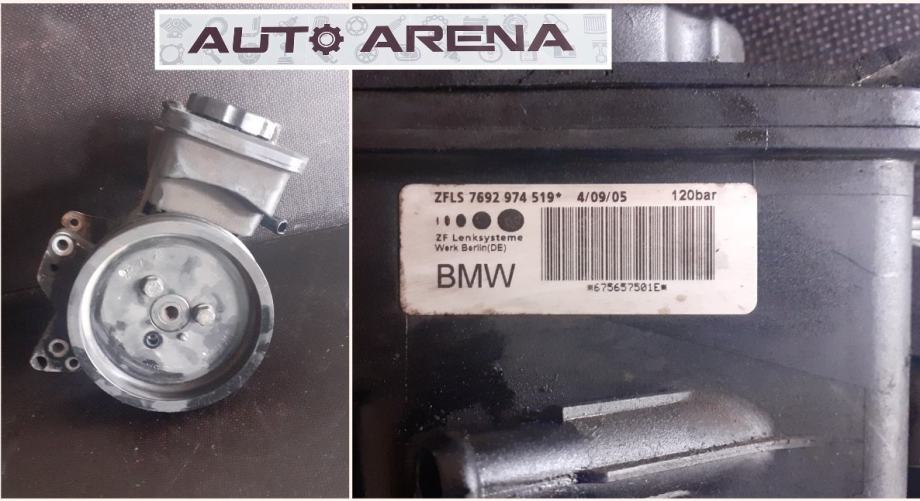 AUTO ARENA
ZFLS 7692 974 519* 4/09/05 120bar
ZF Lenksysteme
Werk Berlin(DE)
BMW
*675657501E*